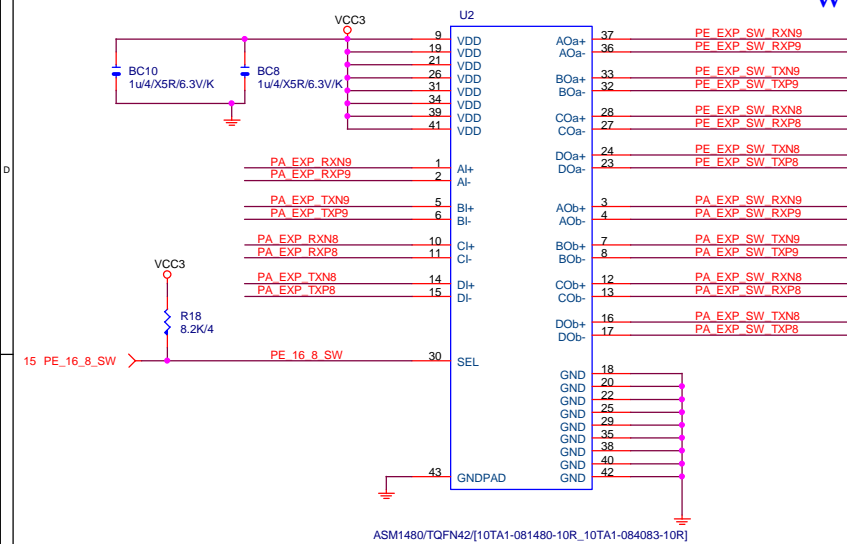 W
U2
VCC3
9 VDD
19 VDD
21 VDD
26 VDD
31 VDD
34 VDD
39 VDD
41 VDD
BC10
1u/4/X5R/6.3V/K
BC8
1u/4/X5R/6.3V/K
D
PA_EXP_RXN9 1 AI+
PA_EXP_RXP9 2 AI-
PA_EXP_TXN9 5 BI+
PA_EXP_TXP9 6 BI-
PA_EXP_RXN8 10 CI+
PA_EXP_RXP8 11 CI-
PA_EXP_TXN8 14 DI+
PA_EXP_TXP8 15 DI-
VCC3
R18
8.2K/4
15 PE_16_8_SW PE_16_8_SW 30 SEL
43 GNDPAD
AOa+ 37 PE_EXP_SW_RXN9
AOa- 36 PE_EXP_SW_RXP9
BOa+ 33 PE_EXP_SW_TXN9
BOa- 32 PE_EXP_SW_TXP9
COa+ 28 PE_EXP_SW_RXN8
COa- 27 PE_EXP_SW_RXP8
DOa+ 24 PE_EXP_SW_TXN8
DOa- 23 PE_EXP_SW_TXP8
AOb+ 3 PA_EXP_SW_RXN9
AOb- 4 PA_EXP_SW_RXP9
BOb+ 7 PA_EXP_SW_TXN9
BOb- 8 PA_EXP_SW_TXP9
COb+ 12 PA_EXP_SW_RXN8
COb- 13 PA_EXP_SW_RXP8
DOb+ 16 PA_EXP_SW_TXN8
DOb- 17 PA_EXP_SW_TXP8
GND 18
GND 20
GND 22
GND 25
GND 29
GND 35
GND 38
GND 40
GND 42
ASM1480/TQFN42/[10TA1-081480-10R_10TA1-084083-10R]